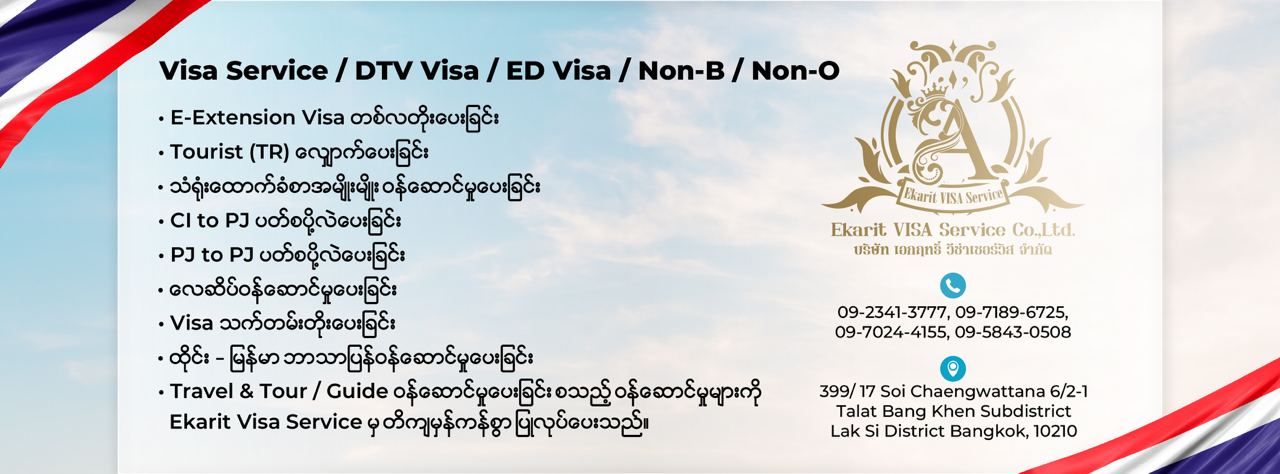 Visa Service / DTV Visa / ED Visa / Non-B / Non-O
• E-Extension Visa တစ်လတိုးပေးခြင်း
• Tourist (TR) လျှောက်ပေးခြင်း
• သံရုံးထောက်ခံစာအမျိုးမျိုး ဝန်ဆောင်မှုပေးခြင်း
• CI to PJ ပတ်စပို့လဲပေးခြင်း
• PJ to PJ ပတ်စပို့လဲပေးခြင်း
• လေဆိပ်ဝန်ဆောင်မှုပေးခြင်း
• Visa သက်တမ်းတိုးပေးခြင်း
• ထိုင်း – မြန်မာ ဘာသာပြန်ဝန်ဆောင်မှုပေးခြင်း
• Travel & Tour / Guide ဝန်ဆောင်မှုပေးခြင်း စသည့် ဝန်ဆောင်မှုများကို
Ekarit Visa Service မှ တိကျမှန်ကန်စွာ ပြုလုပ်ပေးသည်။
A
Ekarit VISA Service
Ekarit VISA Service Co.,Ltd.
บริษัท เอกฤทธิ์ วีซ่าเซอร์วิส จำกัด
09-2341-3777, 09-7189-6725,
09-7024-4155, 09-5843-0508
399/ 17 Soi Chaengwattana 6/2-1
Talat Bang Khen Subdistrict
Lak Si District Bangkok, 10210